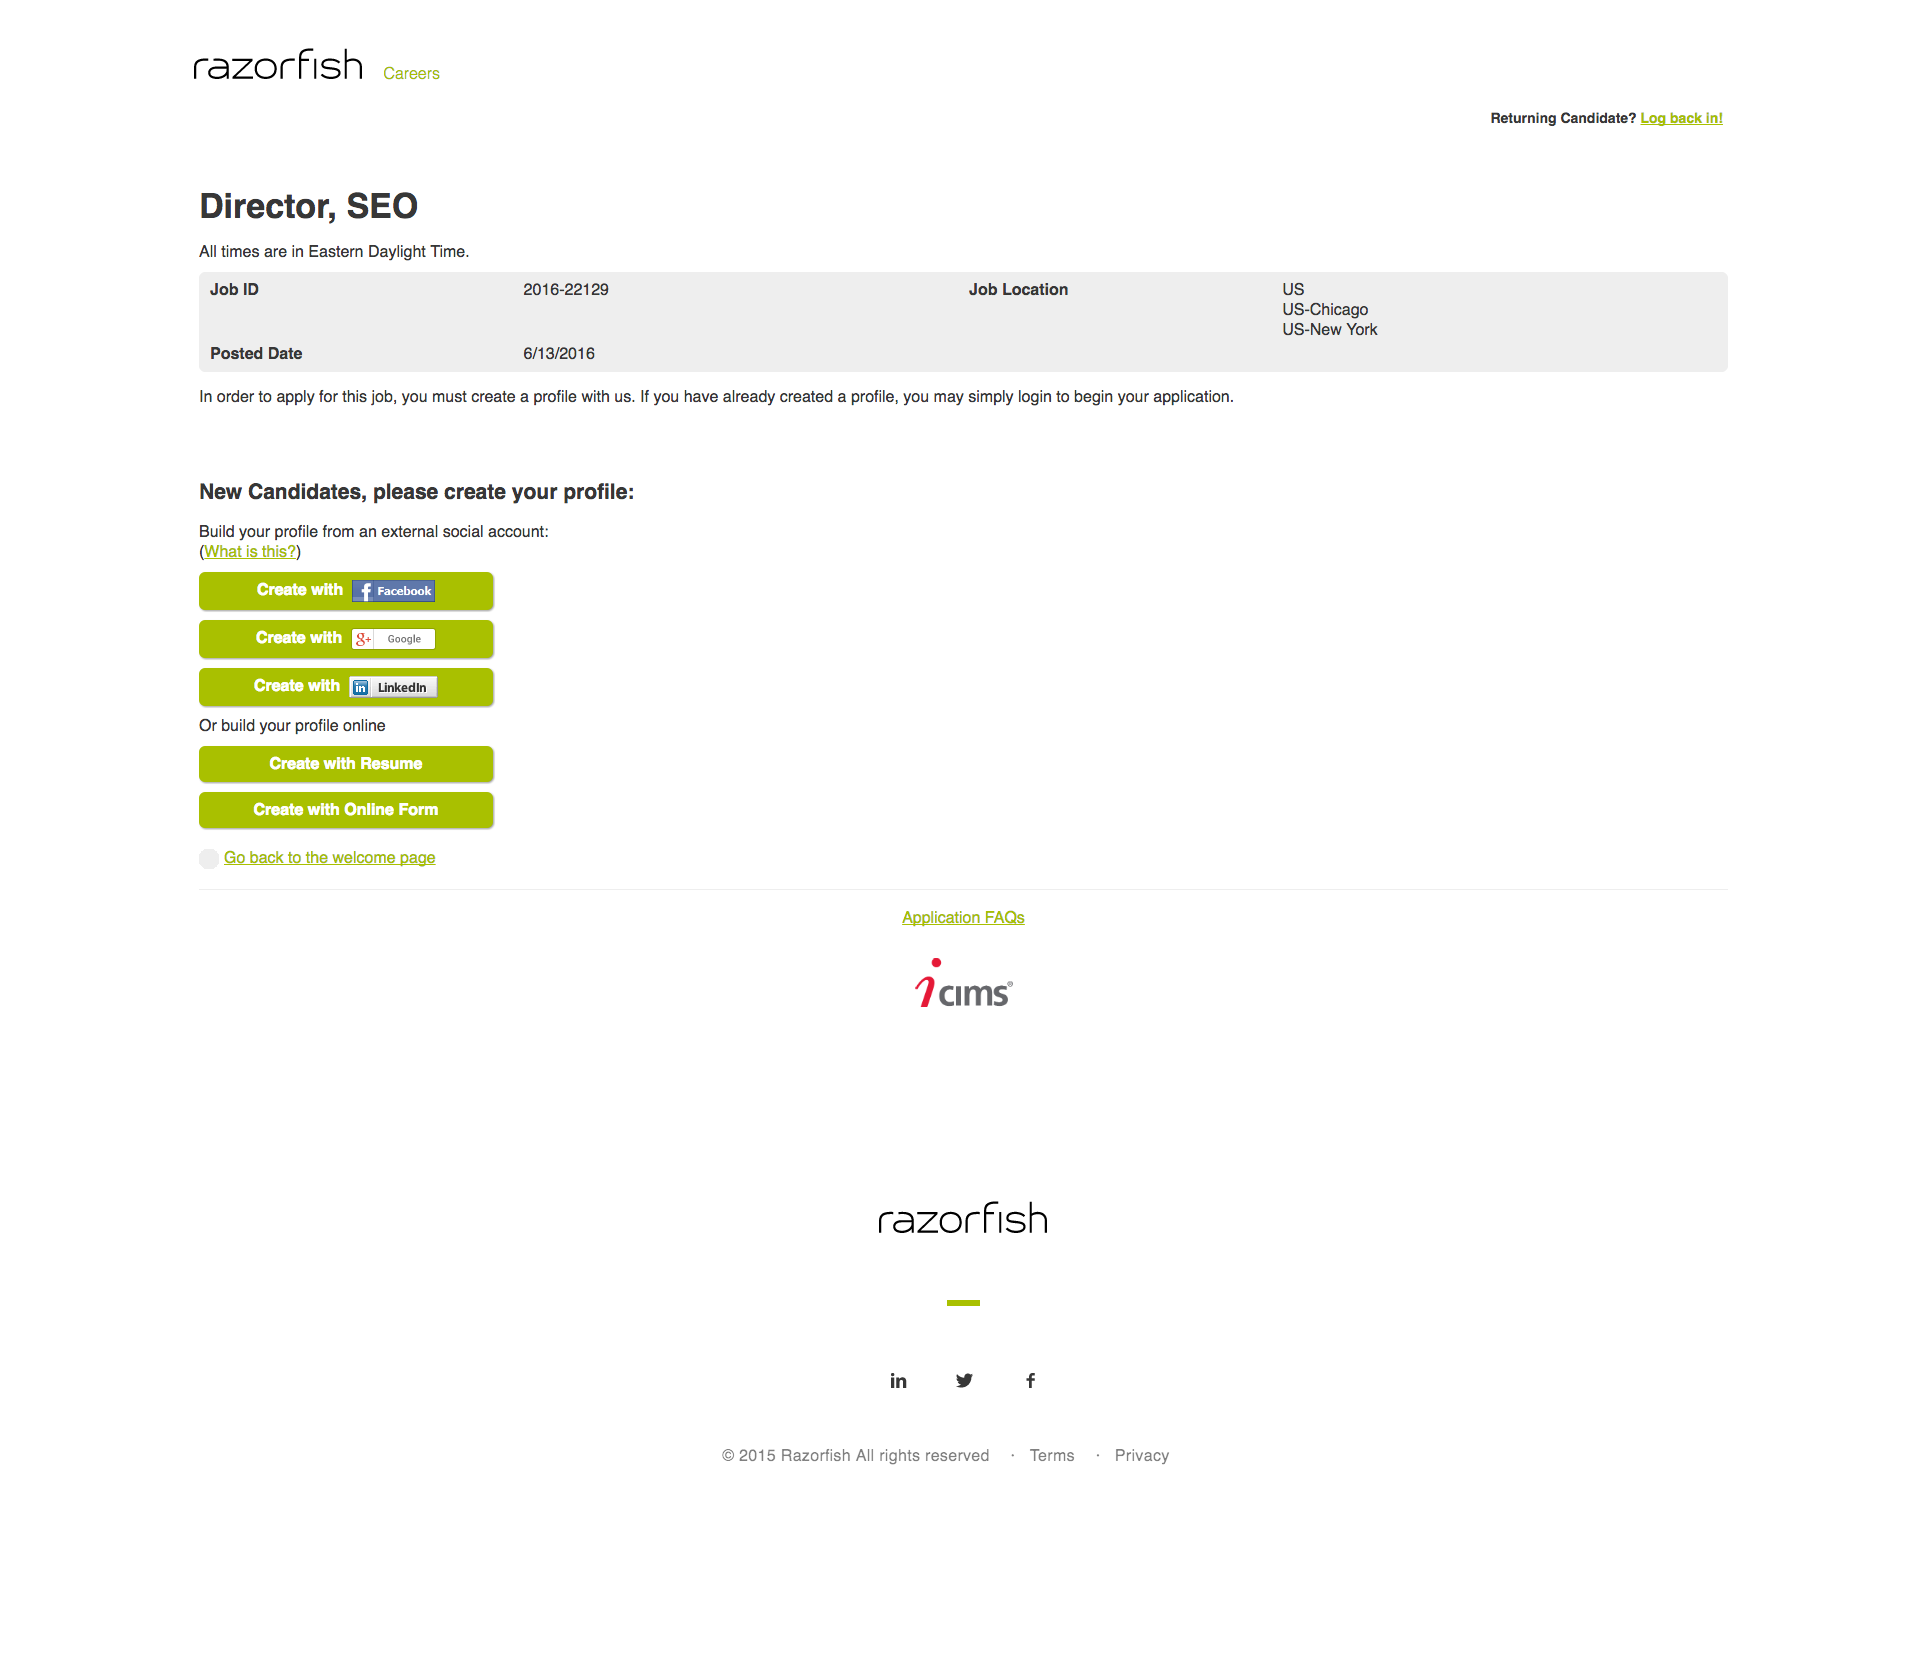 razorfish Careers
Returning Candidate? Log back in!
Director, SEO
All times are in Eastern Daylight Time.
Job ID 2016-22129 Job Location US
US-Chicago
US-New York
Posted Date 6/13/2016
In order to apply for this job, you must create a profile with us. If you have already created a profile, you may simply login to begin your application.
New Candidates, please create your profile:
Build your profile from an external social account:
(What is this?)
Create with f Facebook
Create with g+ Google
Create with in LinkedIn
Or build your profile online
Create with Resume
Create with Online Form
Go back to the welcome page
Application FAQs
icims®
razorfish
in f
© 2015 Razorfish All rights reserved · Terms · Privacy